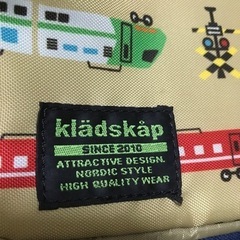 klädskåp
SINCE 2010
ATTRACTIVE DESIGN.
NORDIC STYLE
HIGH QUALITY WEAR